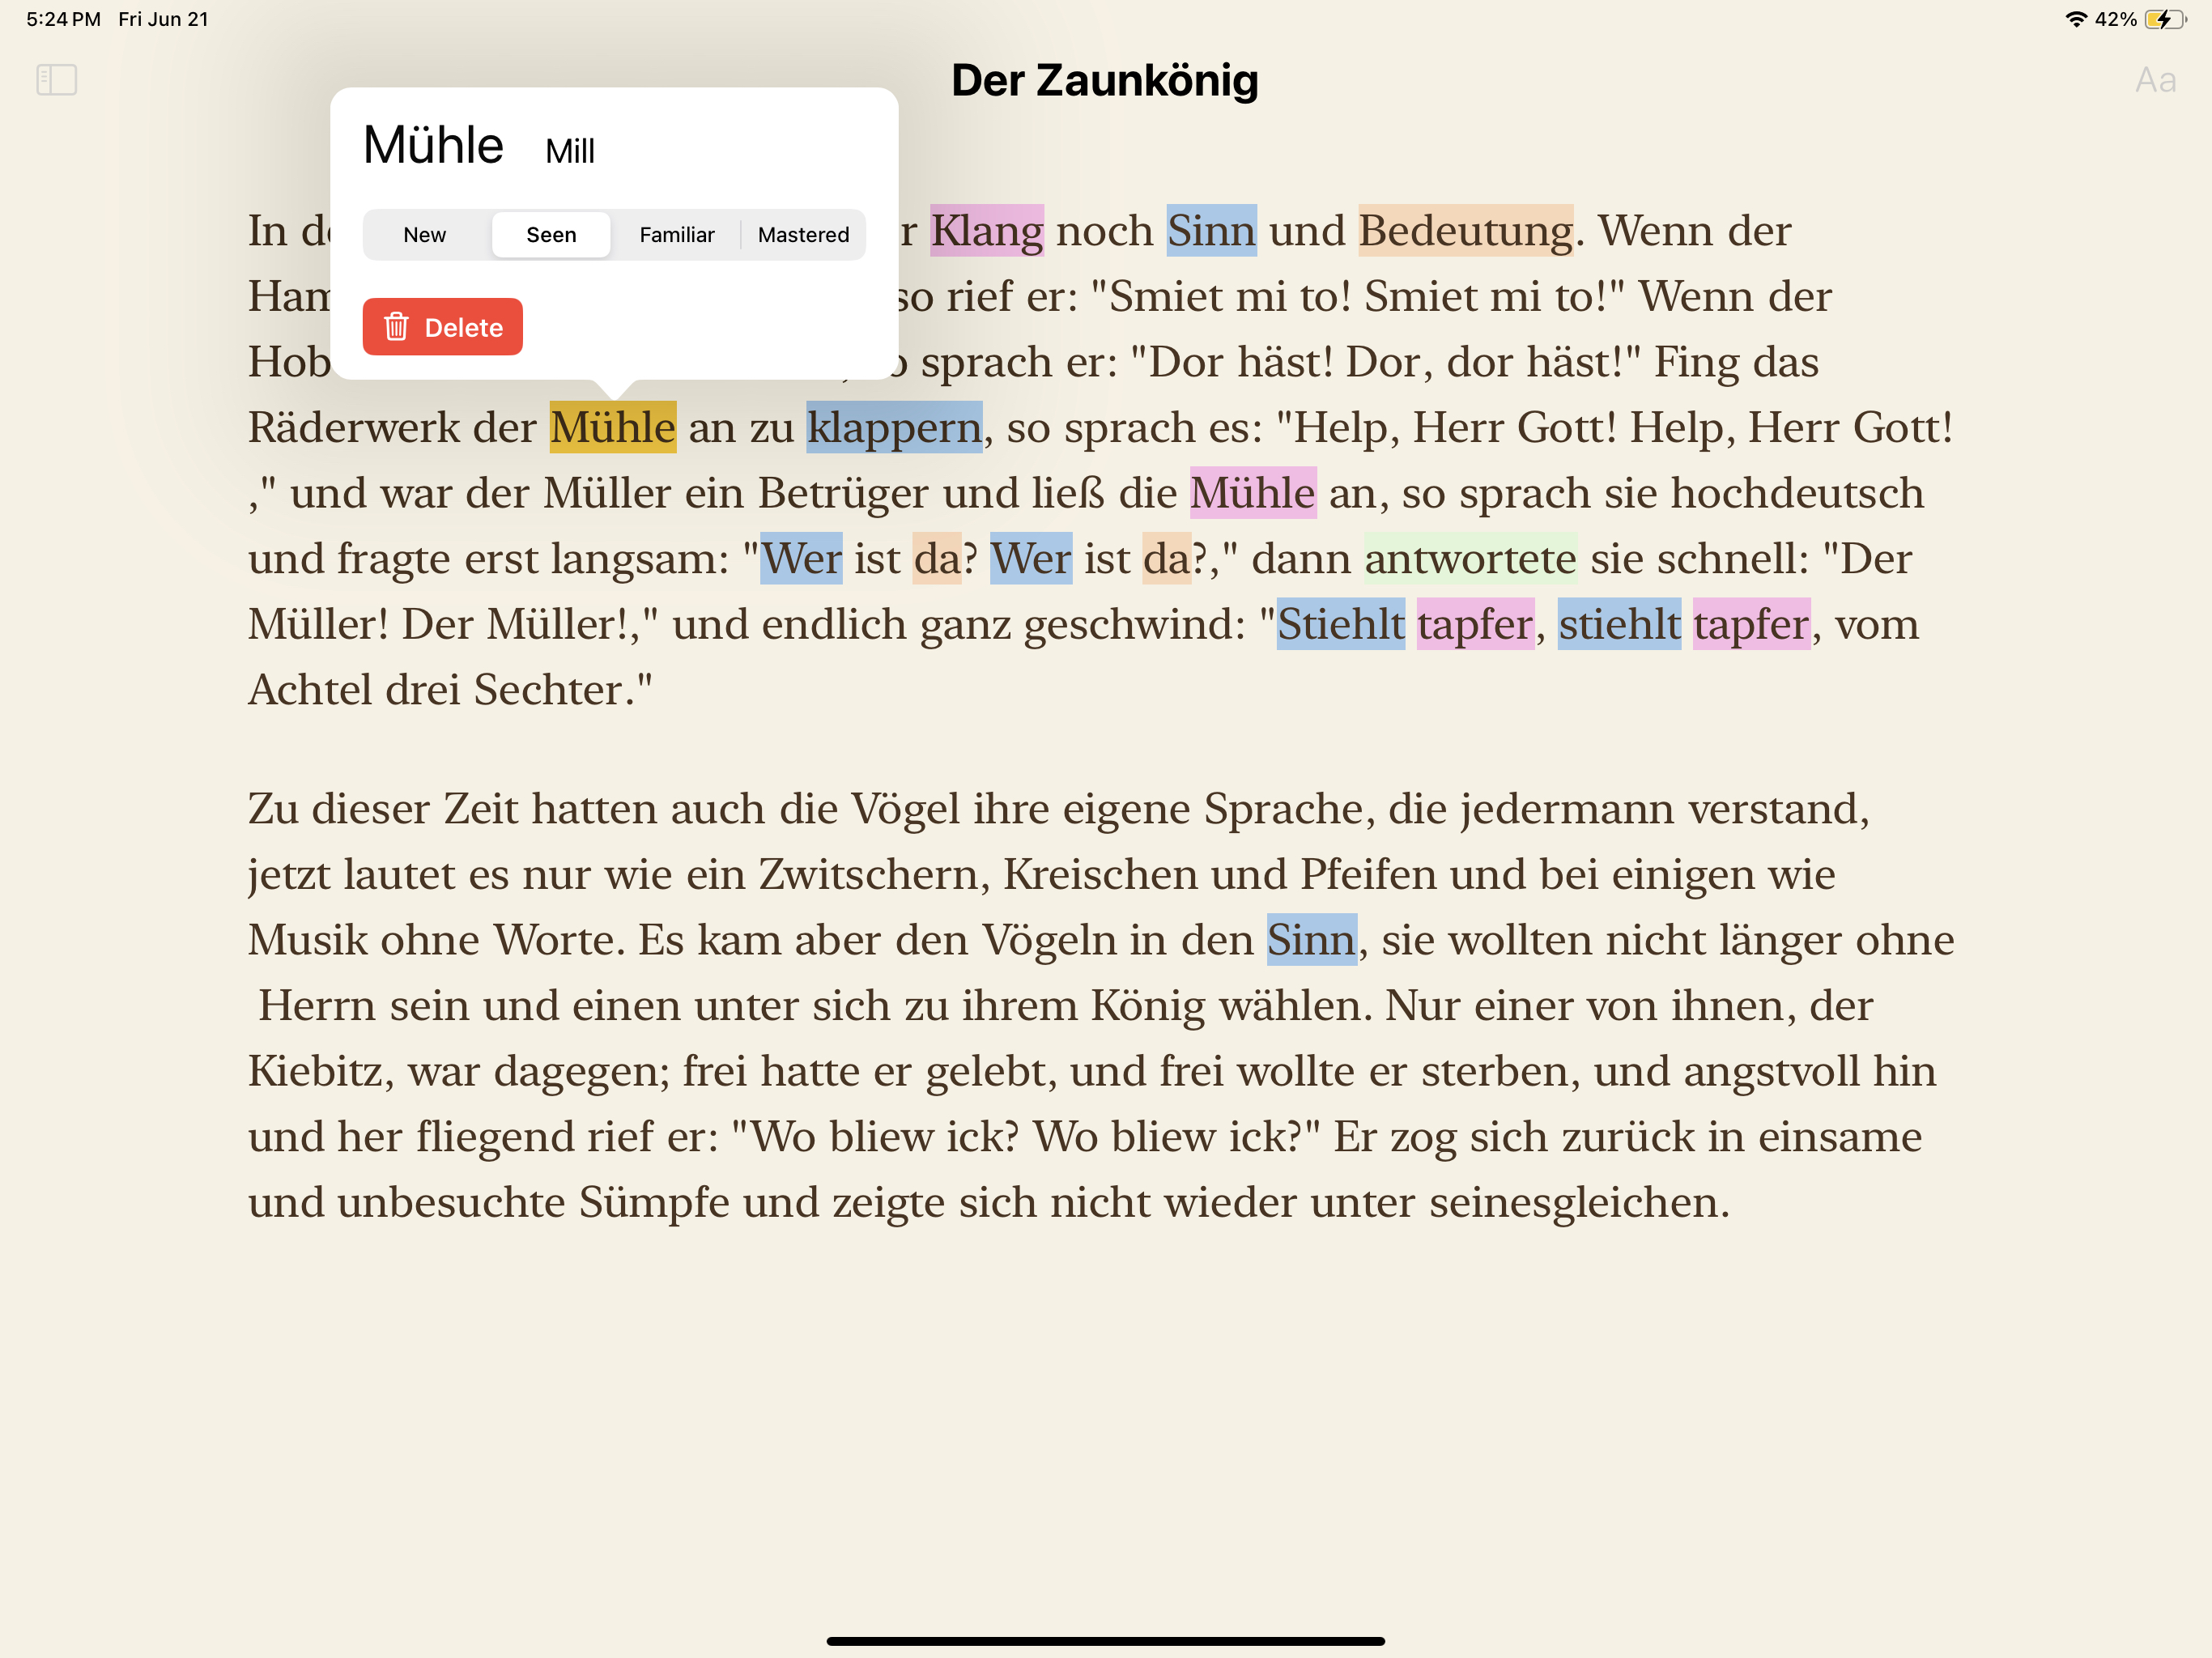 5:24 PM Fri Jun 21
42%
Der Zaunkönig
Aa
Mühle Mill
New Seen Familiar Mastered
Delete
In Klang noch Sinn und Bedeutung. Wenn der
so rief er: "Smiet mi to! Smiet mi to!" Wenn der
sprach er: "Dor häst! Dor, dor häst!" Fing das
Räderwerk der Mühle an zu klappern, so sprach es: "Help, Herr Gott! Help, Herr Gott!
," und war der Müller ein Betrüger und ließ die Mühle an, so sprach sie hochdeutsch
und fragte erst langsam: "Wer ist da? Wer ist da?," dann antwortete sie schnell: "Der
Müller! Der Müller!," und endlich ganz geschwind: "Stiehlt tapfer, stiehlt tapfer, vom
Achtel drei Sechter."
Zu dieser Zeit hatten auch die Vögel ihre eigene Sprache, die jedermann verstand,
jetzt lautet es nur wie ein Zwitschern, Kreischen und Pfeifen und bei einigen wie
Musik ohne Worte. Es kam aber den Vögeln in den Sinn, sie wollten nicht länger ohne
Herrn sein und einen unter sich zu ihrem König wählen. Nur einer von ihnen, der
Kiebitz, war dagegen; frei hatte er gelebt, und frei wollte er sterben, und angstvoll hin
und her fliegend rief er: "Wo bliew ick? Wo bliew ick?" Er zog sich zurück in einsame
und unbesuchte Sümpfe und zeigte sich nicht wieder unter seinesgleichen.